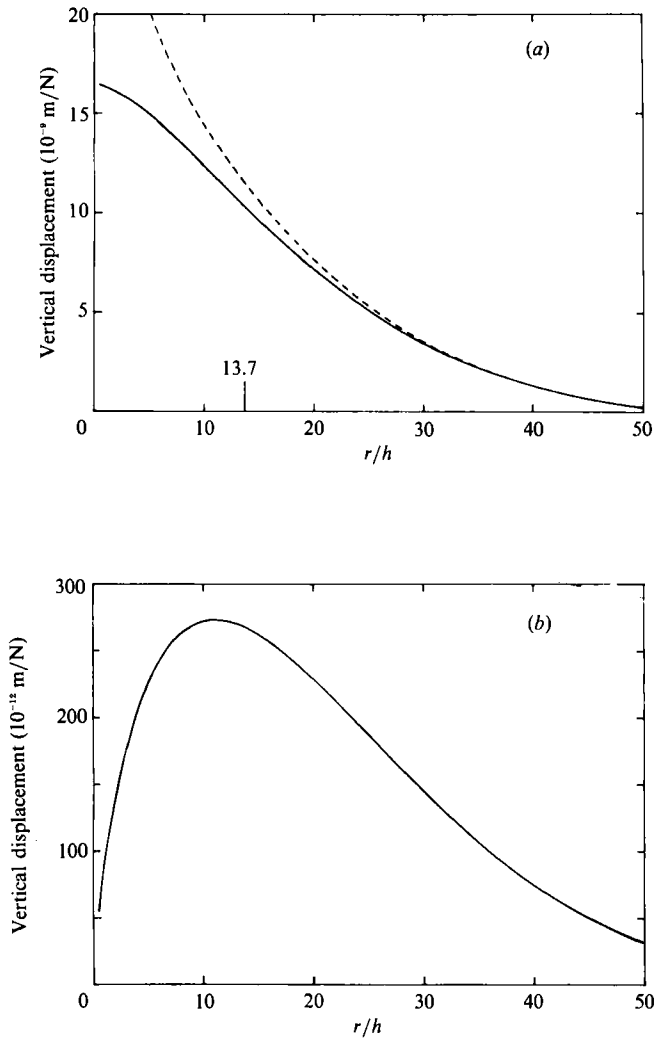 20
15
10
5
0
Vertical displacement (10⁻⁹ m/N)
(a)
13.7
10 20 30 40 50
r/h
300
200
100
0
Vertical displacement (10⁻¹² m/N)
(b)
10 20 30 40 50
r/h